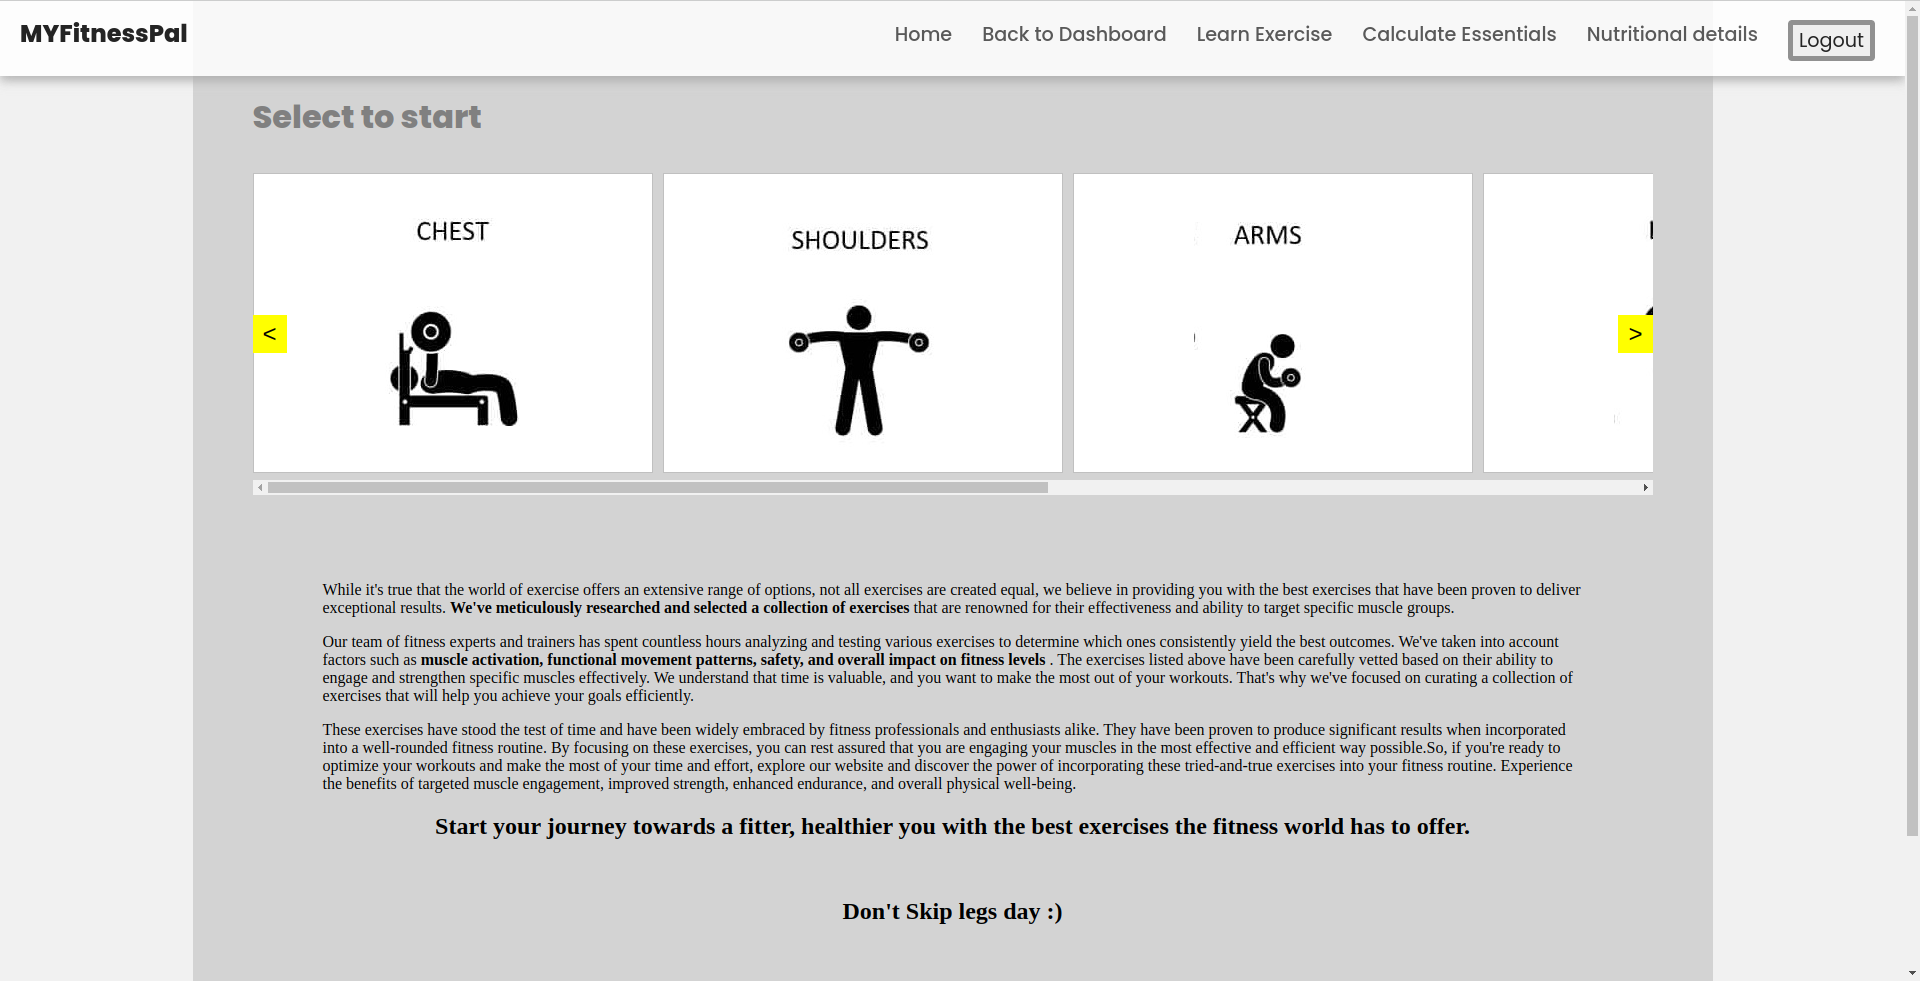 MYFitnessPal
Home
Back to Dashboard
Learn Exercise
Calculate Essentials
Nutritional details
Logout
Select to start
CHEST
SHOULDERS
ARMS
<
>
While it's true that the world of exercise offers an extensive range of options, not all exercises are created equal, we believe in providing you with the best exercises that have been proven to deliver
exceptional results. We've meticulously researched and selected a collection of exercises that are renowned for their effectiveness and ability to target specific muscle groups.
Our team of fitness experts and trainers has spent countless hours analyzing and testing various exercises to determine which ones consistently yield the best outcomes. We've taken into account
factors such as muscle activation, functional movement patterns, safety, and overall impact on fitness levels . The exercises listed above have been carefully vetted based on their ability to
engage and strengthen specific muscles effectively. We understand that time is valuable, and you want to make the most out of your workouts. That's why we've focused on curating a collection of
exercises that will help you achieve your goals efficiently.
These exercises have stood the test of time and have been widely embraced by fitness professionals and enthusiasts alike. They have been proven to produce significant results when incorporated
into a well-rounded fitness routine. By focusing on these exercises, you can rest assured that you are engaging your muscles in the most effective and efficient way possible.So, if you're ready to
optimize your workouts and make the most of your time and effort, explore our website and discover the power of incorporating these tried-and-true exercises into your fitness routine. Experience
the benefits of targeted muscle engagement, improved strength, enhanced endurance, and overall physical well-being.
Start your journey towards a fitter, healthier you with the best exercises the fitness world has to offer.
Don't Skip legs day :)